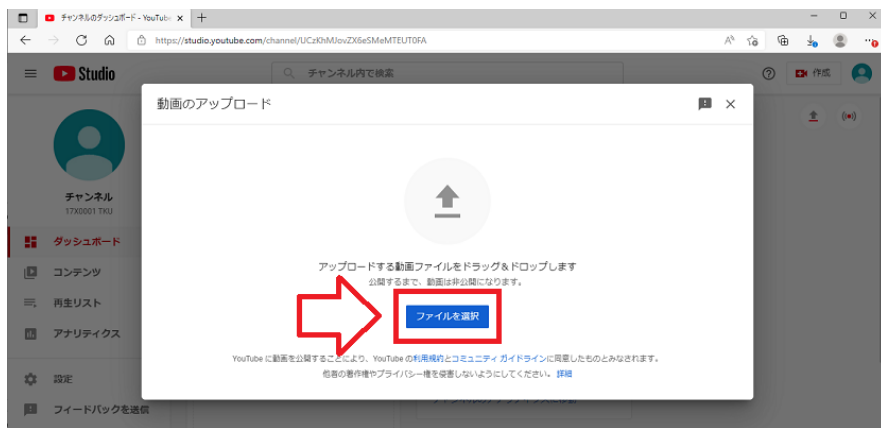 チャンネルのダッシュボード - YouTube
https://studio.youtube.com/channel/UCzKhMJovZX6eSMeMTEUT0FA
Studio
チャンネル内で検索
作成
動画のアップロード
チャンネル
17X0001 TKU
ダッシュボード
コンテンツ
再生リスト
アナリティクス
設定
フィードバックを送信
アップロードする動画ファイルをドラッグ＆ドロップします
公開するまで、動画は非公開になります。
ファイルを選択
YouTube に動画を公開することにより、YouTube の利用規約とコミュニティ ガイドラインに同意したものとみなされます。
他者の著作権やプライバシー権を侵害しないようにしてください。 詳細